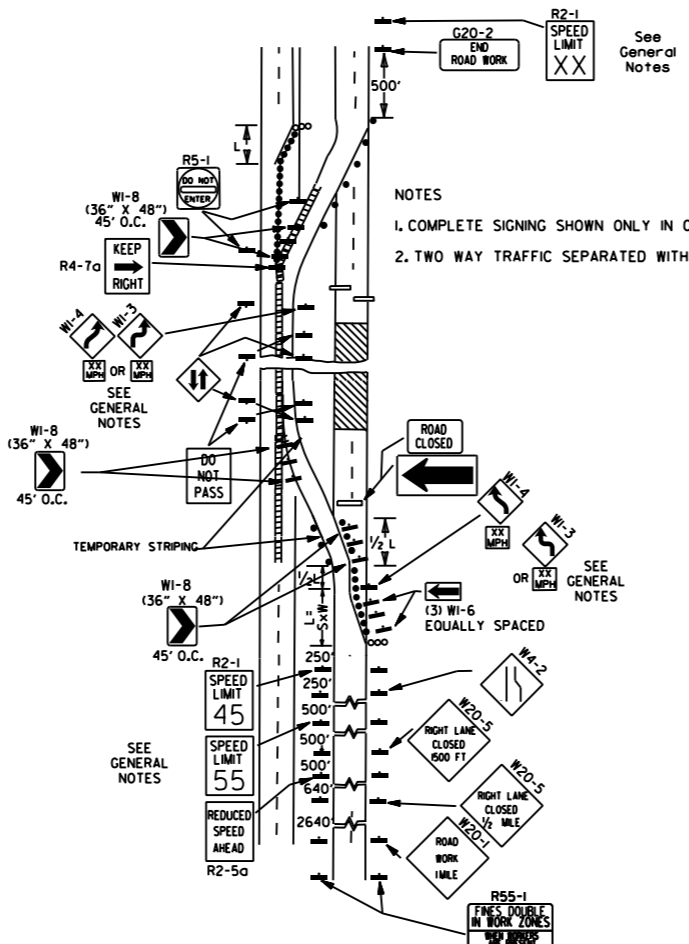 R2-1
SPEED
LIMIT
XX
See
General
Notes
G20-2
END
ROAD WORK
500'
L
R5-1
DO NOT
ENTER
W1-8
(36" X 48")
45' O.C.
KEEP
RIGHT
R4-7a
NOTES
1. COMPLETE SIGNING SHOWN ONLY IN
2. TWO WAY TRAFFIC SEPARATED WITH
W1-4
W1-3
XX
MPH
OR
XX
MPH
SEE
GENERAL
NOTES
W1-8
(36" X 48")
45' O.C.
DO
NOT
PASS
ROAD
CLOSED
W1-4
XX
MPH
W1-3
OR
XX
MPH
SEE
GENERAL
NOTES
TEMPORARY STRIPING
1/2 L
1/2 L
L=
SxW
W1-8
(36" X 48")
45' O.C.
(3) W1-6
EQUALLY SPACED
250'
250'
500'
500'
500'
640'
2640'
R2-1
SPEED
LIMIT
45
SPEED
LIMIT
55
SEE
GENERAL
NOTES
REDUCED
SPEED
AHEAD
R2-5a
W4-2
W20-5
RIGHT LANE
CLOSED
1500 FT
W20-5
RIGHT LANE
CLOSED
1/2 MILE
W20-1
ROAD
WORK
1 MILE
R55-1
FINES DOUBLE
IN WORK ZONES
WHEN WORKERS
ARE PRESENT